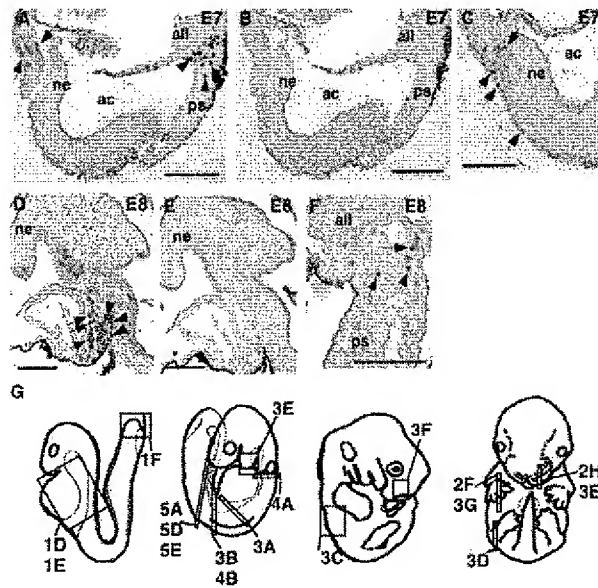 A E7
B E7
C E7
all
all
ac
ne
ne
ne
ac
ac
ps
ps
D E8
E E8
F E8
ne
ne
all
ps
G
1F
3E
3F
4A
2F
2H
3G
3E
5A
1D
5D
3A
1E
5E
3B
3C
3D
4B